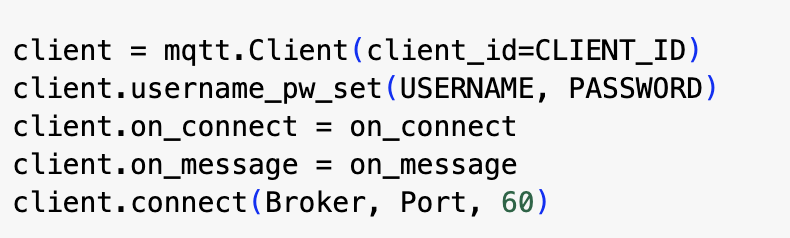 client = mqtt.Client(client_id=CLIENT_ID)
client.username_pw_set(USERNAME, PASSWORD)
client.on_connect = on_connect
client.on_message = on_message
client.connect(Broker, Port, 60)